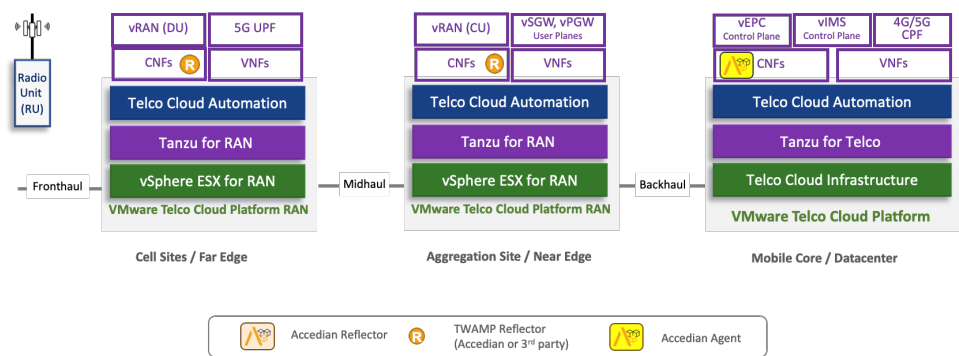 vRAN (DU)
5G UPF
CNFs
R
VNFs
Telco Cloud Automation
Tanzu for RAN
vSphere ESX for RAN
VMware Telco Cloud Platform RAN
Cell Sites / Far Edge
Radio
Unit
(RU)
Fronthaul
Midhaul
vRAN (CU)
vSGW, vPGW
User Planes
CNFs
R
VNFs
Telco Cloud Automation
Tanzu for RAN
vSphere ESX for RAN
VMware Telco Cloud Platform RAN
Aggregation Site / Near Edge
Backhaul
vEPC
Control Plane
vIMS
Control Plane
4G/5G
CPF
CNFs
VNFs
Telco Cloud Automation
Tanzu for Telco
Telco Cloud Infrastructure
VMware Telco Cloud Platform
Mobile Core / Datacenter
Accedian Reflector
R
TWAMP Reflector
(Accedian or 3rd party)
Accedian Agent